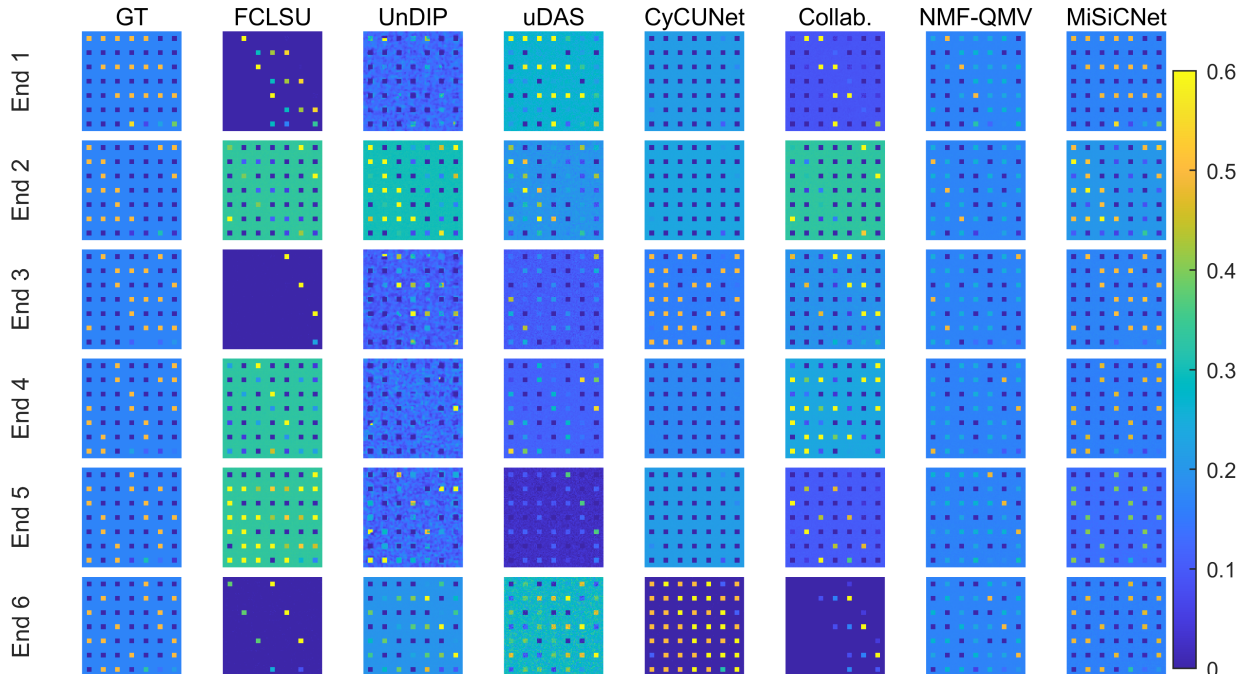 GT FCLSU UnDIP uDAS CyCUNet Collab. NMF-QMV MiSiCNet
End 1
End 2
End 3
End 4
End 5
End 6
0.6
0.5
0.4
0.3
0.2
0.1
0